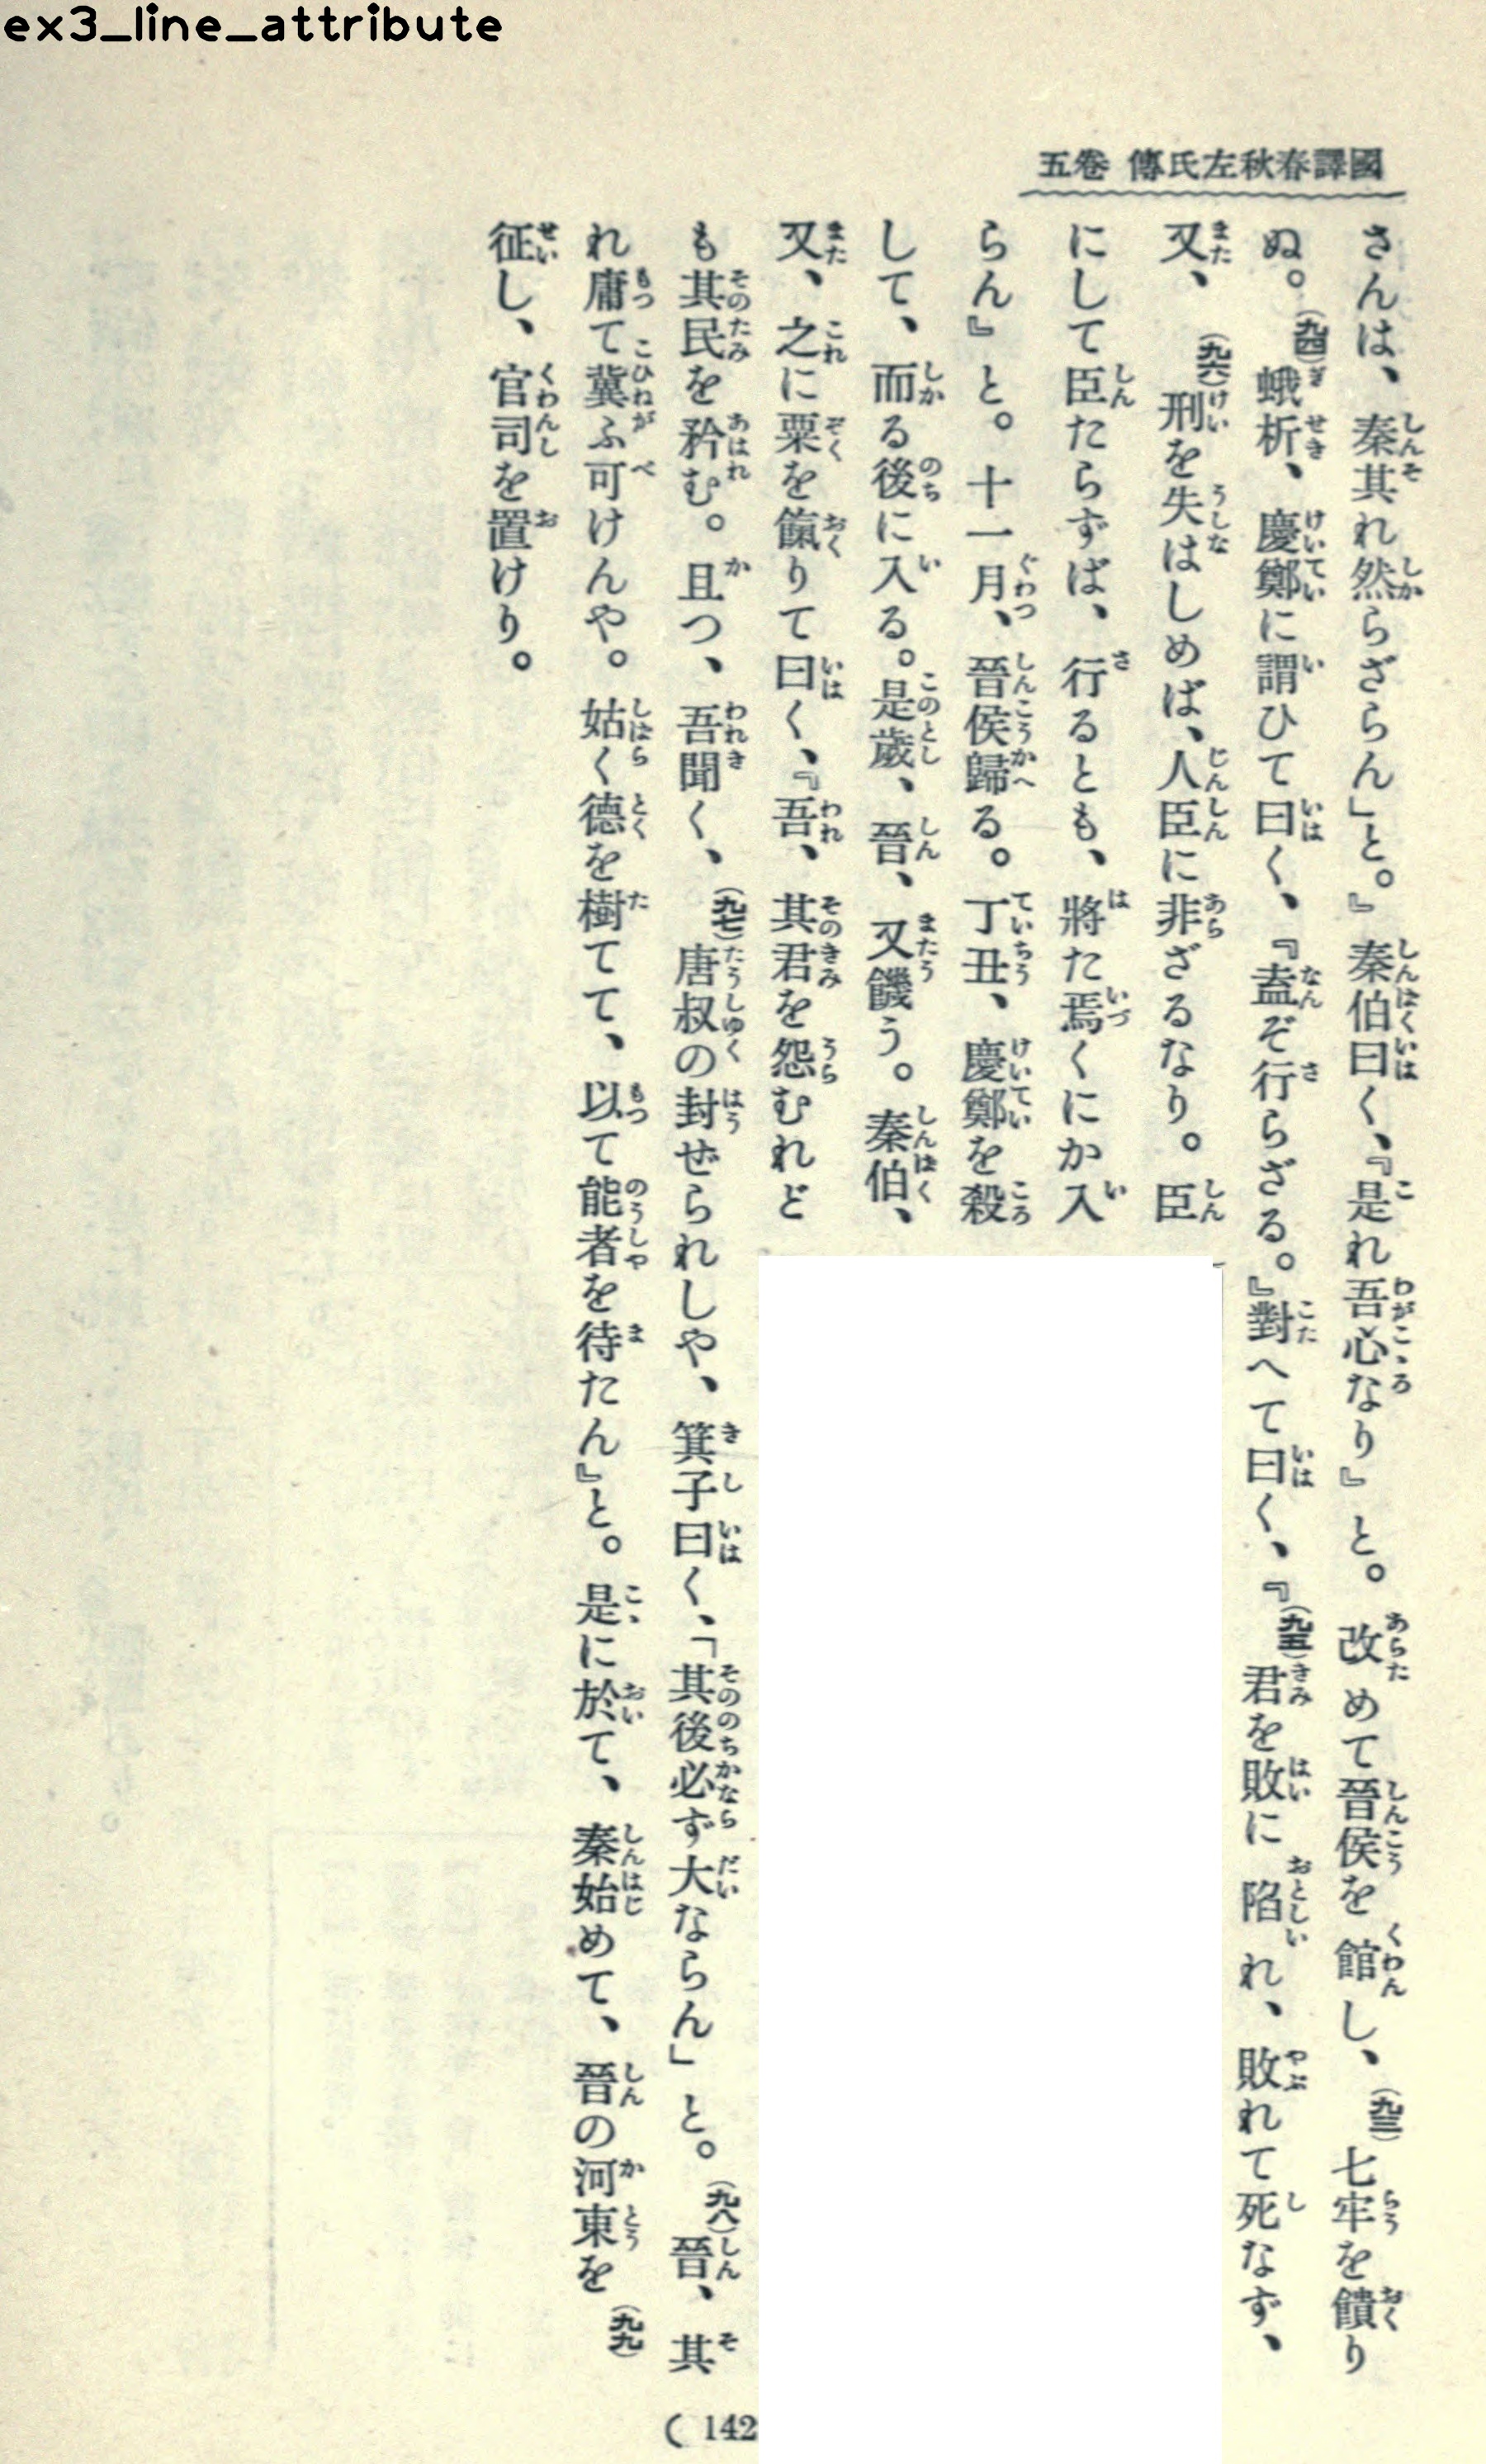 ex3_line_attribute
國譯春秋左氏傳 卷五
さんは、秦其れ然らざらん」と。』秦伯曰く、『是れ吾心なり』と。改めて晉侯を館し、(九三)七牢を饋り
ぬ。(九四)蛾析、慶鄭に謂ひて曰く、『盍ぞ行らざる。』對へて曰く、『(九五)君を敗に陷れ、敗れて死なず、
又、(九六)刑を失はしめば、人臣に非ざるなり。臣
にして臣たらずば、行るとも、將た焉くにか入
らん』と。十一月、晉侯歸る。丁丑、慶鄭を殺
して、而る後に入る。是歲、晉、又饑う。秦伯、
又、之に粟を餼りて曰く、『吾、其君を怨むれど
も其民を矜む。且つ、吾聞く、(九七)唐叔の封ぜられしや、箕子曰く、「其後必ず大ならん」と。(九八)晉、其
れ庸て冀ふ可けんや。姑く德を樹てて、以て能者を待たん』と。是に於て、秦始めて、晉の河東を(九九)
征し、官司を置けり。
( 142